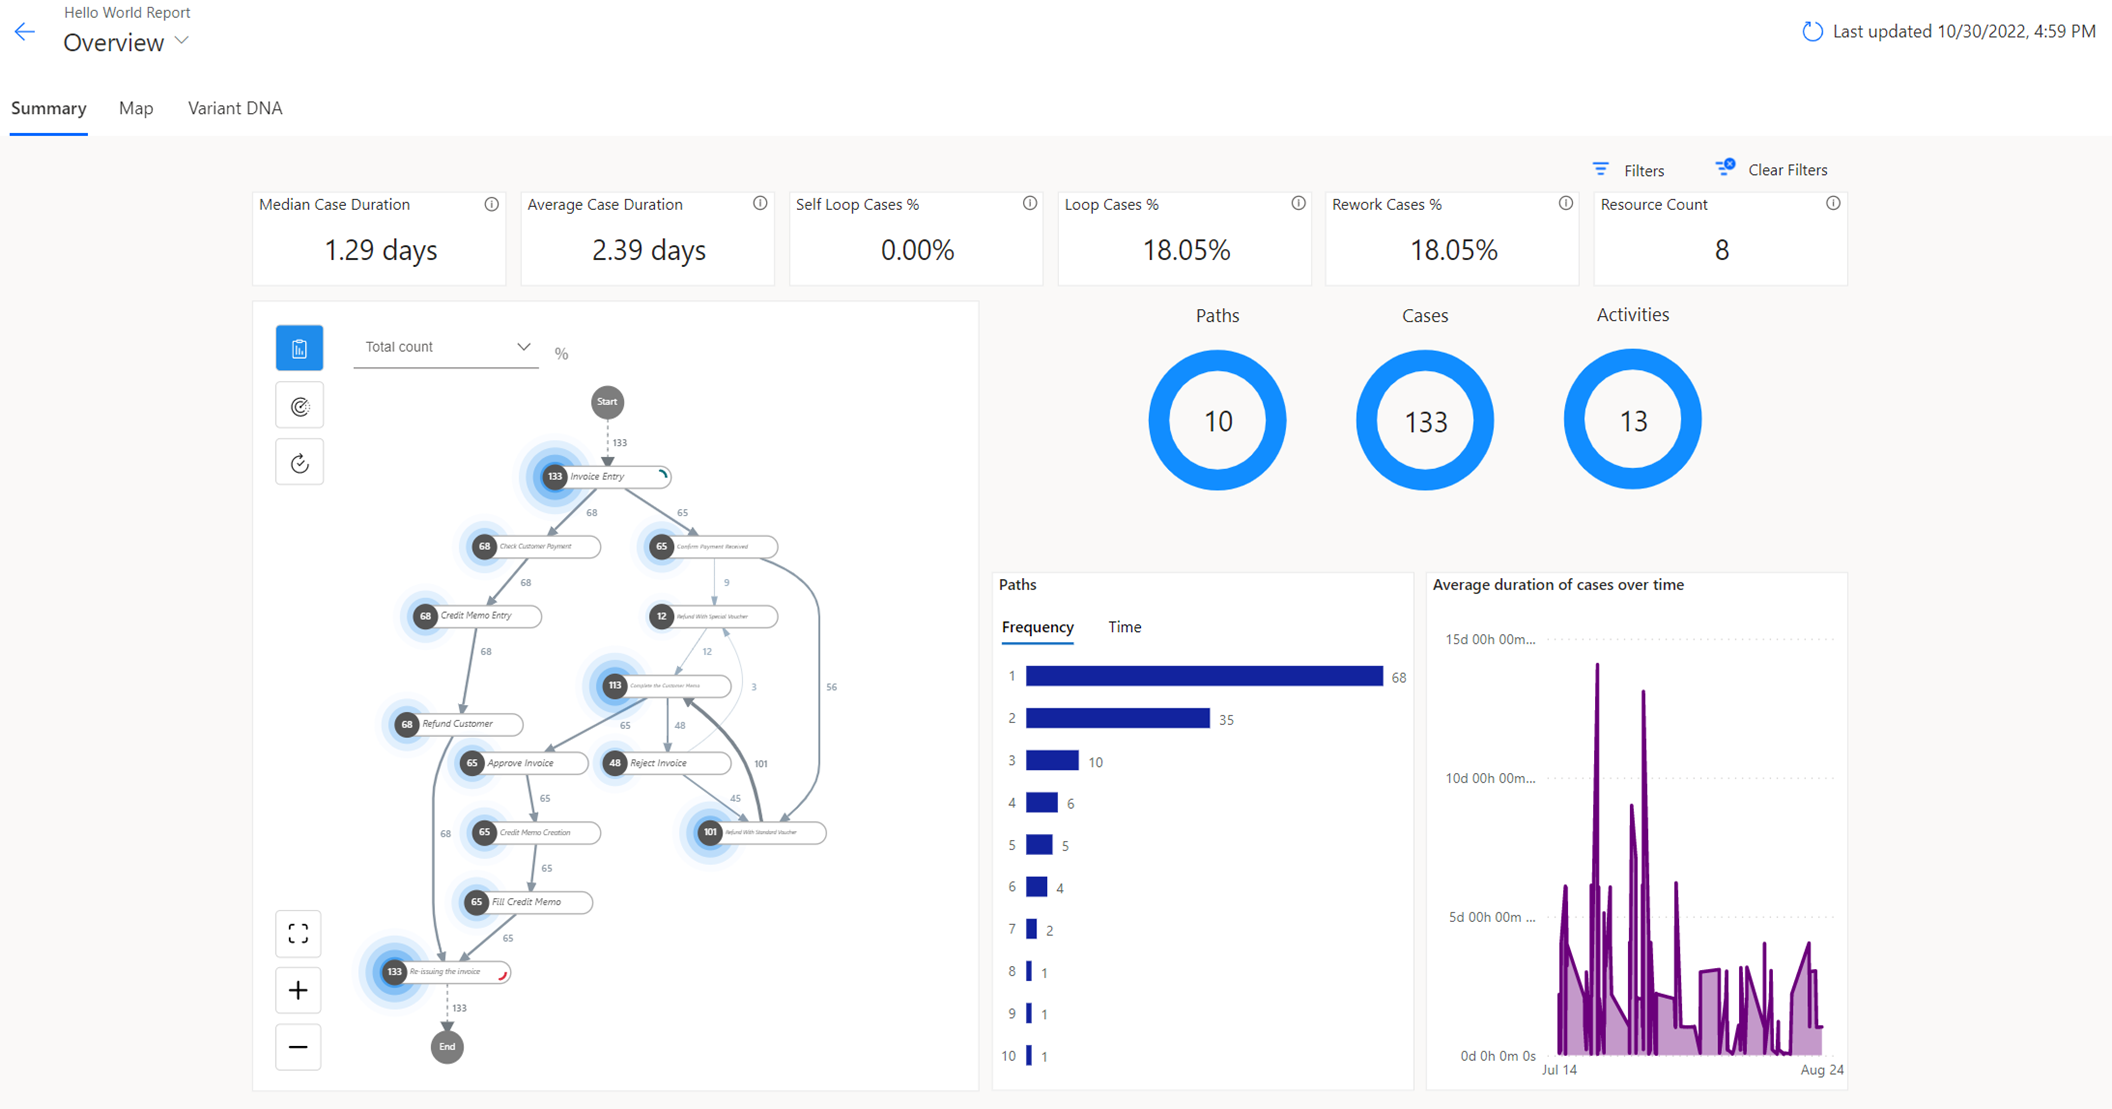 Hello World Report
Overview
Last updated 10/30/2022, 4:59 PM
Summary
Map
Variant DNA
Filters
Clear Filters
Median Case Duration
1.29 days
Average Case Duration
2.39 days
Self Loop Cases %
0.00%
Loop Cases %
18.05%
Rework Cases %
18.05%
Resource Count
8
Total count
%
Start
133
133 Invoice Entry
68
65
68 Check Customer Payment
65 Confirm Payment Received
68
9
68 Credit Memo Entry
12 Refund With Special Voucher
68
12
113 Complete the Customer Memo
3
56
68 Refund Customer
65
48
65 Approve Invoice
48 Reject Invoice
101
65
45
68
65 Credit Memo Creation
101 Refund With Standard Voucher
65
65 Fill Credit Memo
65
133 Re-issuing the invoice
133
End
Paths
10
Cases
133
Activities
13
Paths
Frequency
Time
1 68
2 35
3 10
4 6
5 5
6 4
7 2
8 1
9 1
10 1
Average duration of cases over time
15d 00h 00m...
10d 00h 00m...
5d 00h 00m ...
0d 0h 0m 0s
Jul 14
Aug 24